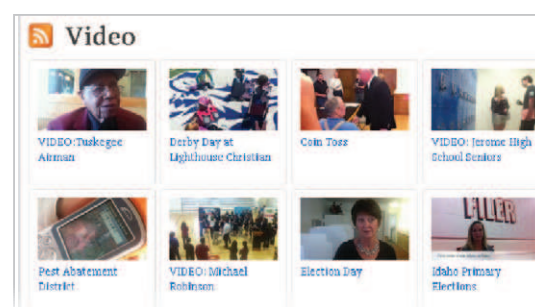 Video
VIDEO:Tuskegee
Airman
Derby Day at
Lighthouse Christian
Coin Toss
VIDEO: Jerome High
School Seniors
FILER
Pest Abatement
District
VIDEO: Michael
Robinson
Election Day
Idaho Primary
Elections